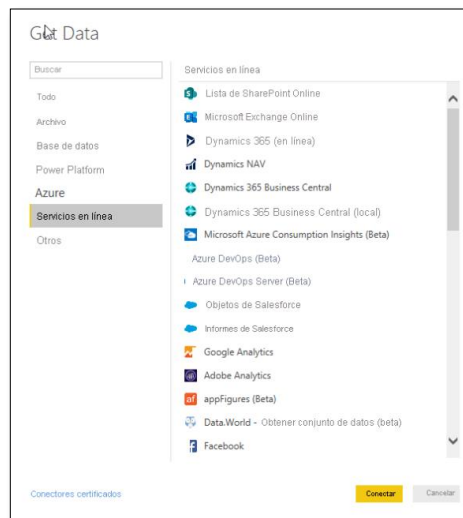 Get Data
Buscar
Todo
Archivo
Base de datos
Power Platform
Azure
Servicios en línea
Otros
Servicios en línea
Lista de SharePoint Online
Microsoft Exchange Online
Dynamics 365 (en línea)
Dynamics NAV
Dynamics 365 Business Central
Dynamics 365 Business Central (local)
Microsoft Azure Consumption Insights (Beta)
Azure DevOps (Beta)
Azure DevOps Server (Beta)
Objetos de Salesforce
Informes de Salesforce
Google Analytics
Adobe Analytics
af appFigures (Beta)
Data.World - Obtener conjunto de datos (beta)
Facebook
Conectores certificados
Conectar
Cancelar